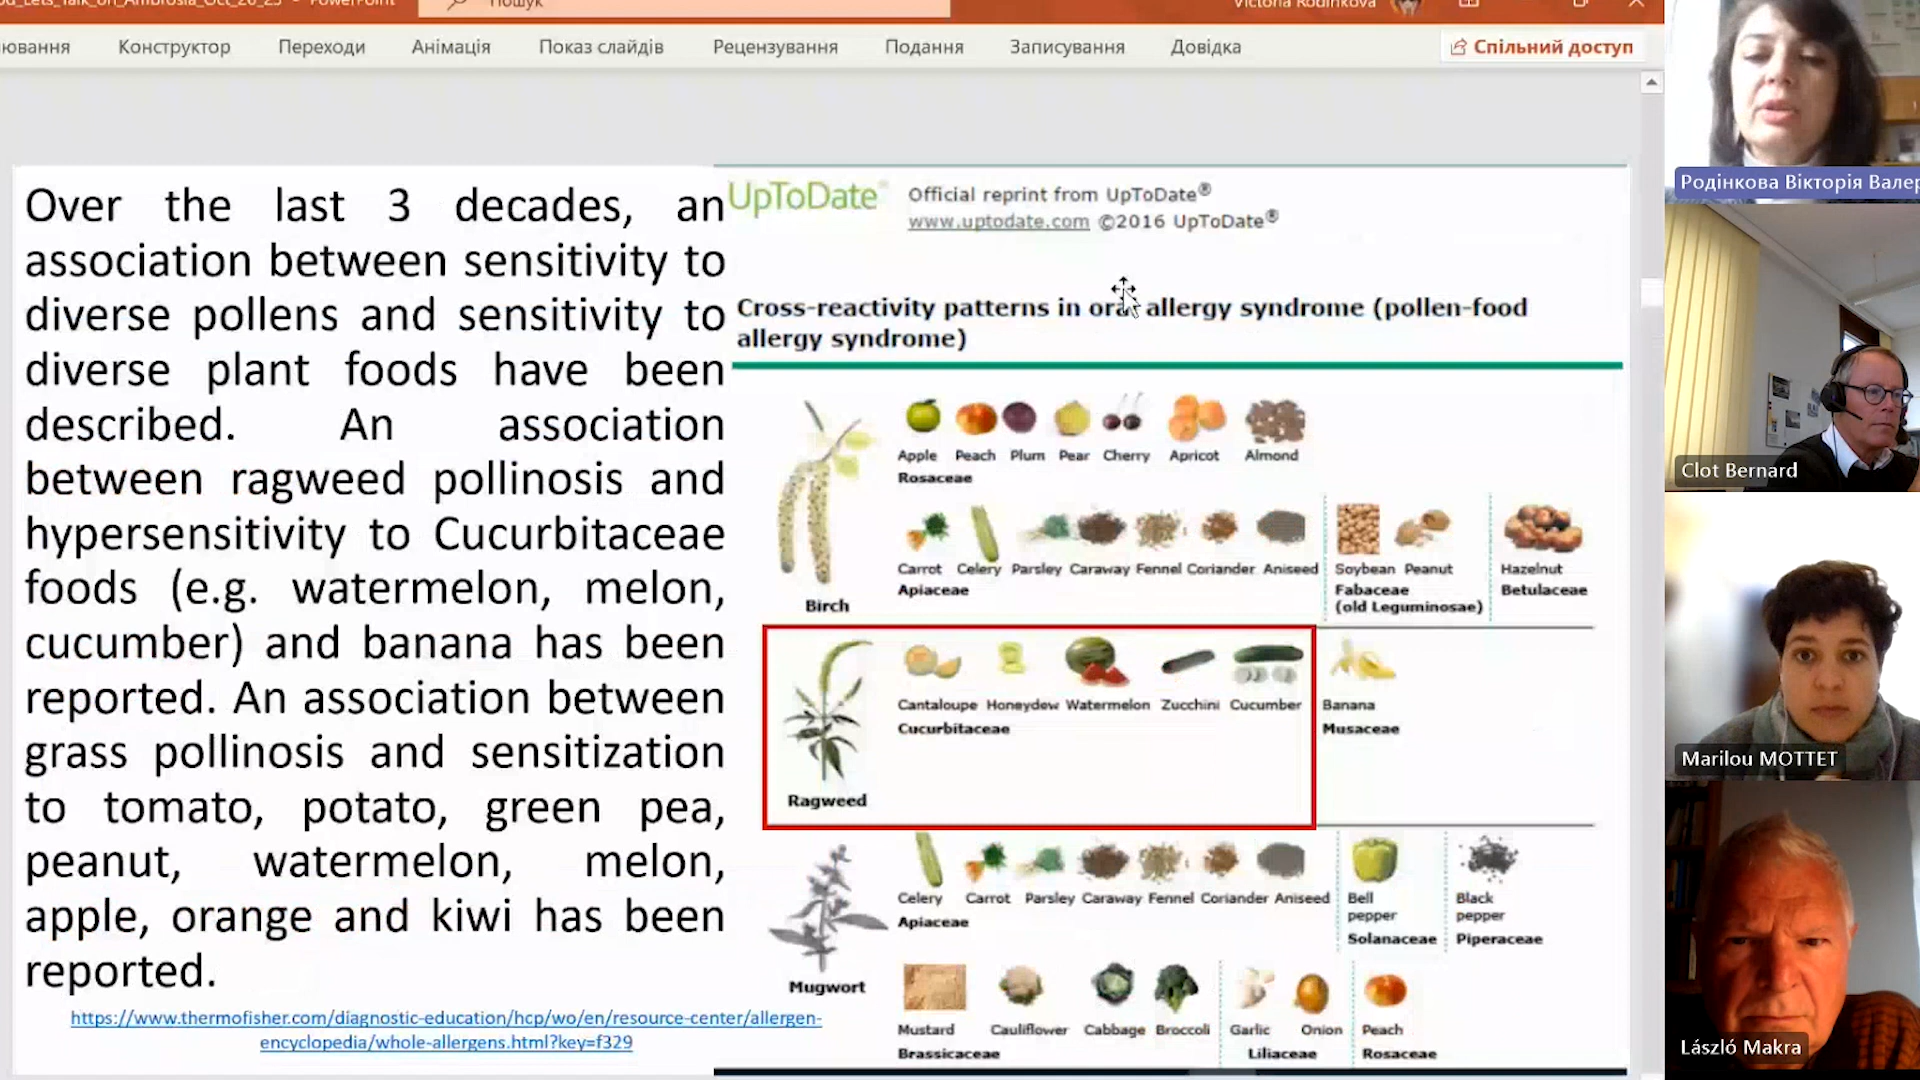 PowerPoint
Пошук
Victoria Rodinkova
Конструктор Переходи Анімація Показ слайдів Рецензування Подання Записування Довідка Спільний доступ
Over the last 3 decades, an
association between sensitivity to
diverse pollens and sensitivity to
diverse plant foods have been
described. An association
between ragweed pollinosis and
hypersensitivity to Cucurbitaceae
foods (e.g. watermelon, melon,
cucumber) and banana has been
reported. An association between
grass pollinosis and sensitization
to tomato, potato, green pea,
peanut, watermelon, melon,
apple, orange and kiwi has been
reported.
https://www.thermofisher.com/diagnostic-education/hcp/wo/en/resource-center/allergen-
encyclopedia/whole-allergens.html?key=f329
UpToDate®
Official reprint from UpToDate®
www.uptodate.com ©2016 UpToDate®
Cross-reactivity patterns in oral allergy syndrome (pollen-food
allergy syndrome)
Apple Peach Plum Pear Cherry Apricot Almond
Rosaceae
Carrot Celery Parsley Caraway Fennel Coriander Aniseed Soybean Peanut Hazelnut
Apiaceae Fabaceae Betulaceae
(old Leguminosae)
Birch
Cantaloupe Honeydew Watermelon Zucchini Cucumber Banana
Cucurbitaceae Musaceae
Ragweed
Celery Carrot Parsley Caraway Fennel Coriander Aniseed Bell Black
pepper pepper
Apiaceae
Solanaceae Piperaceae
Mugwort
Mustard Cauliflower Cabbage Broccoli Garlic Onion Peach
Brassicaceae Liliaceae Rosaceae
Родінкова Вікторія
Clot Bernard
Marilou MOTTET
László Makra